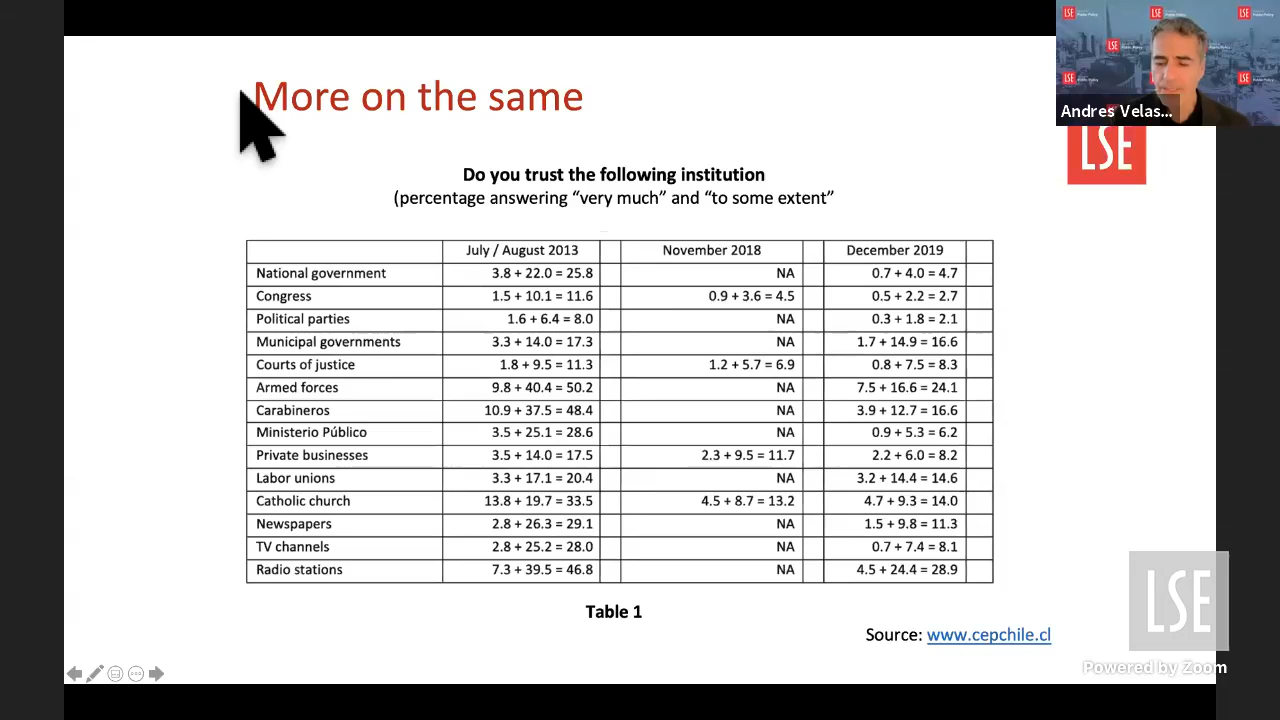 More on the same
LSE
Andres Velas...
LSE
Do you trust the following institution
(percentage answering “very much” and “to some extent”
July / August 2013 November 2018 December 2019
National government 3.8 + 22.0 = 25.8 NA 0.7 + 4.0 = 4.7
Congress 1.5 + 10.1 = 11.6 0.9 + 3.6 = 4.5 0.5 + 2.2 = 2.7
Political parties 1.6 + 6.4 = 8.0 NA 0.3 + 1.8 = 2.1
Municipal governments 3.3 + 14.0 = 17.3 NA 1.7 + 14.9 = 16.6
Courts of justice 1.8 + 9.5 = 11.3 1.2 + 5.7 = 6.9 0.8 + 7.5 = 8.3
Armed forces 9.8 + 40.4 = 50.2 NA 7.5 + 16.6 = 24.1
Carabineros 10.9 + 37.5 = 48.4 NA 3.9 + 12.7 = 16.6
Ministerio Público 3.5 + 25.1 = 28.6 NA 0.9 + 5.3 = 6.2
Private businesses 3.5 + 14.0 = 17.5 2.3 + 9.5 = 11.7 2.2 + 6.0 = 8.2
Labor unions 3.3 + 17.1 = 20.4 NA 3.2 + 14.4 = 14.6
Catholic church 13.8 + 19.7 = 33.5 4.5 + 8.7 = 13.2 4.7 + 9.3 = 14.0
Newspapers 2.8 + 26.3 = 29.1 NA 1.5 + 9.8 = 11.3
TV channels 2.8 + 25.2 = 28.0 NA 0.7 + 7.4 = 8.1
Radio stations 7.3 + 39.5 = 46.8 NA 4.5 + 24.4 = 28.9
Table 1
Source: www.cepchile.cl
LSE
Powered by Zoom